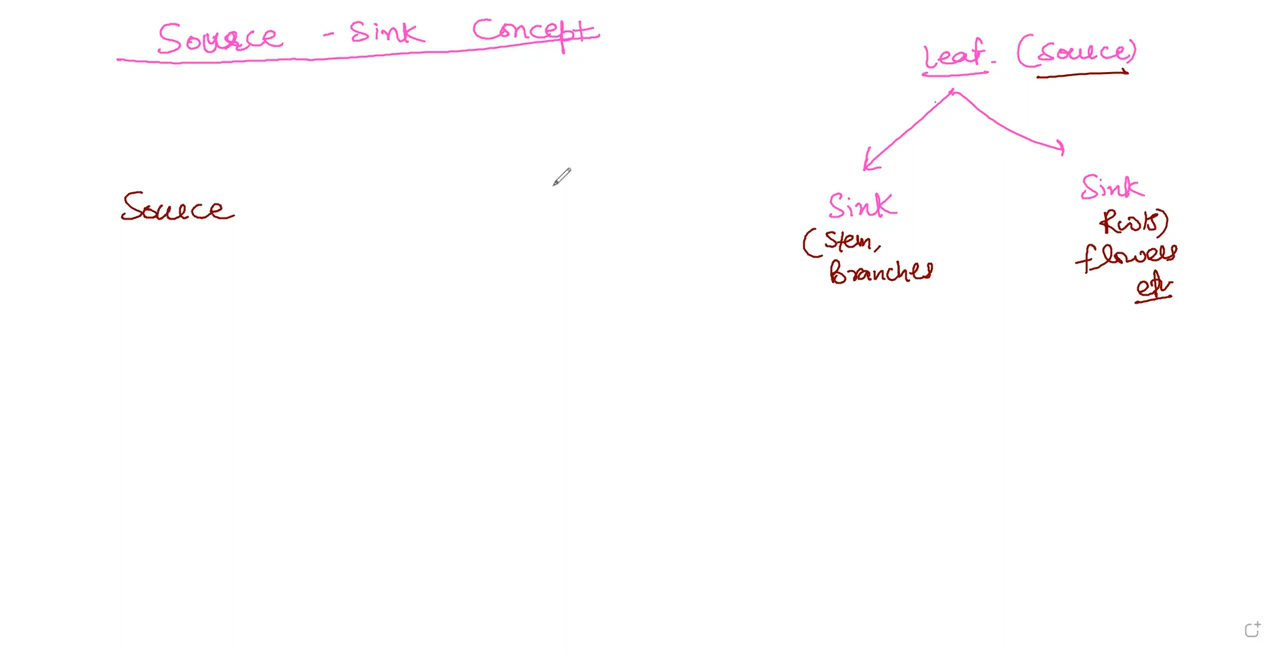 Source - Sink Concept
Leaf. (Source)
Source
Sink
(Stem,
Branches
Sink
Roots)
flowers
etc